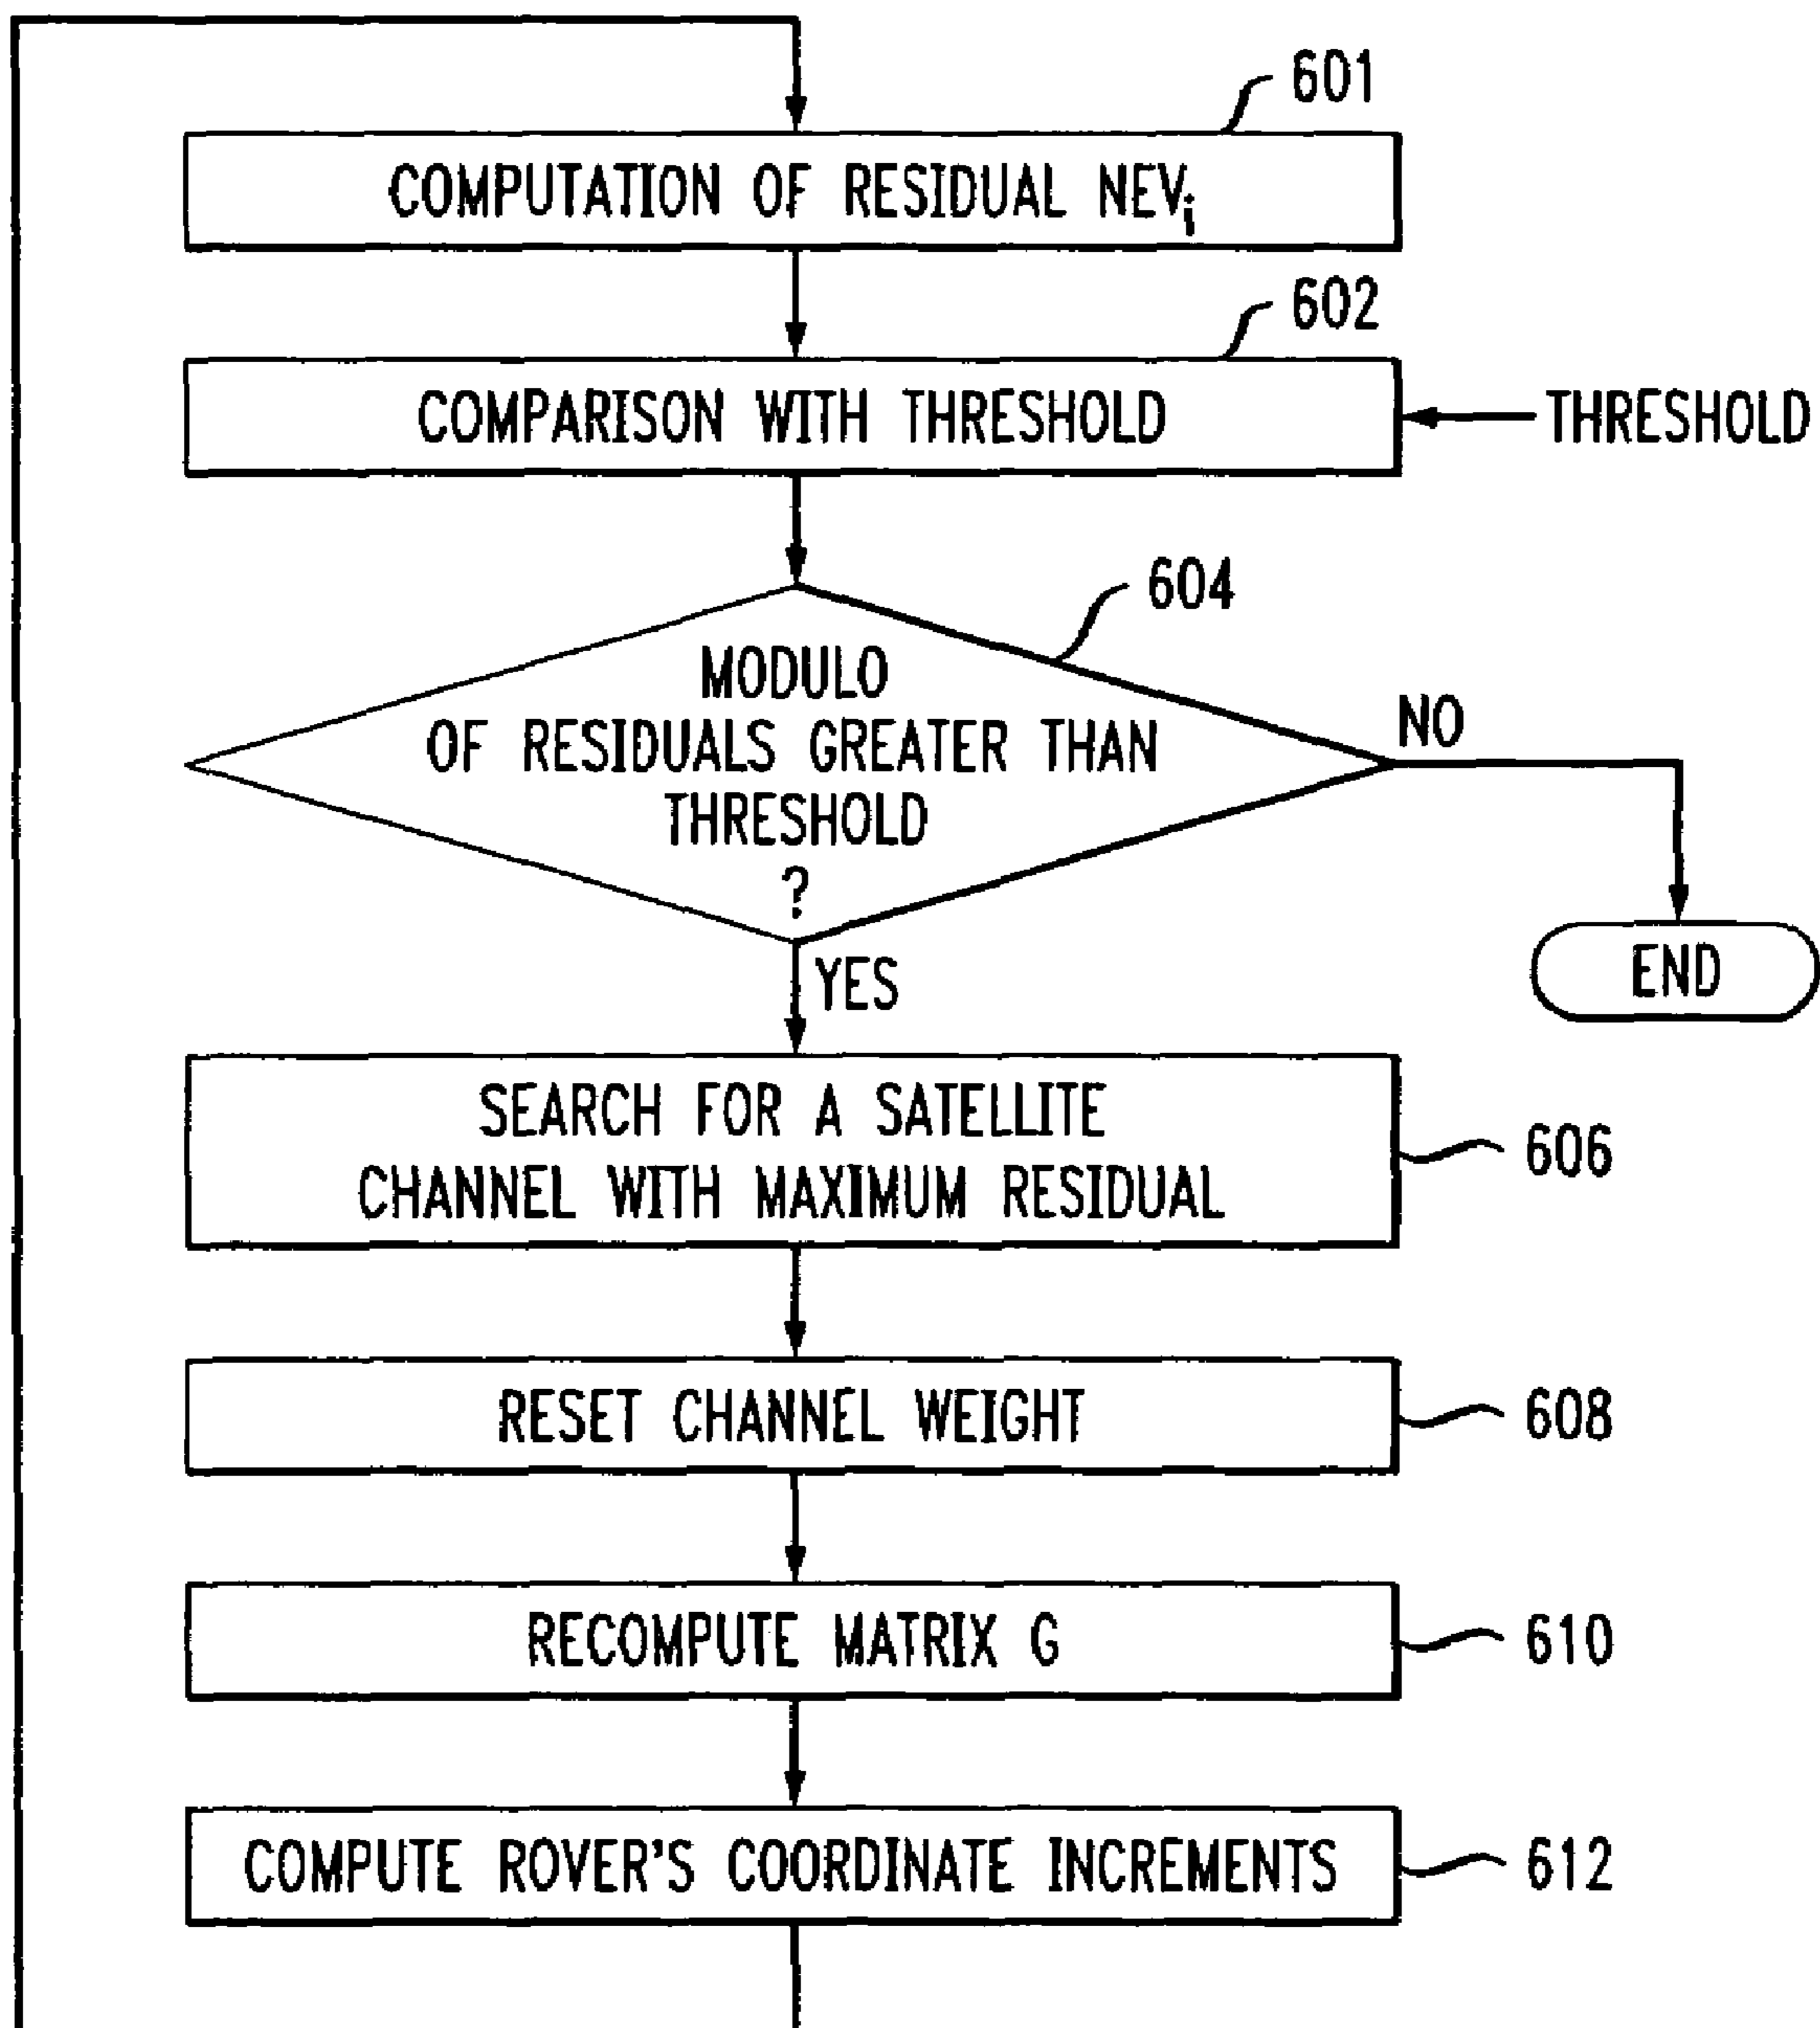 601
COMPUTATION OF RESIDUAL NEVi
602
COMPARISON WITH THRESHOLD
THRESHOLD
604
MODULO
OF RESIDUALS GREATER THAN
THRESHOLD
?
NO
YES
END
SEARCH FOR A SATELLITE
CHANNEL WITH MAXIMUM RESIDUAL
606
RESET CHANNEL WEIGHT
608
RECOMPUTE MATRIX G
610
COMPUTE ROVER'S COORDINATE INCREMENTS
612